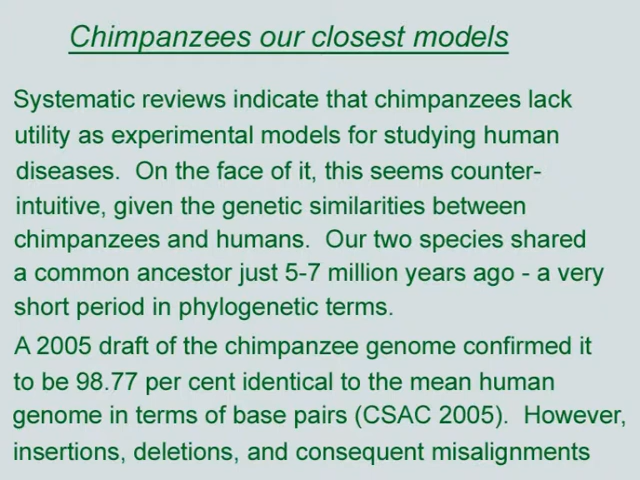 Chimpanzees our closest models
Systematic reviews indicate that chimpanzees lack
utility as experimental models for studying human
diseases.  On the face of it, this seems counter-
intuitive, given the genetic similarities between
chimpanzees and humans.  Our two species shared
a common ancestor just 5-7 million years ago - a very
short period in phylogenetic terms.
A 2005 draft of the chimpanzee genome confirmed it
to be 98.77 per cent identical to the mean human
genome in terms of base pairs (CSAC 2005).  However,
insertions, deletions, and consequent misalignments